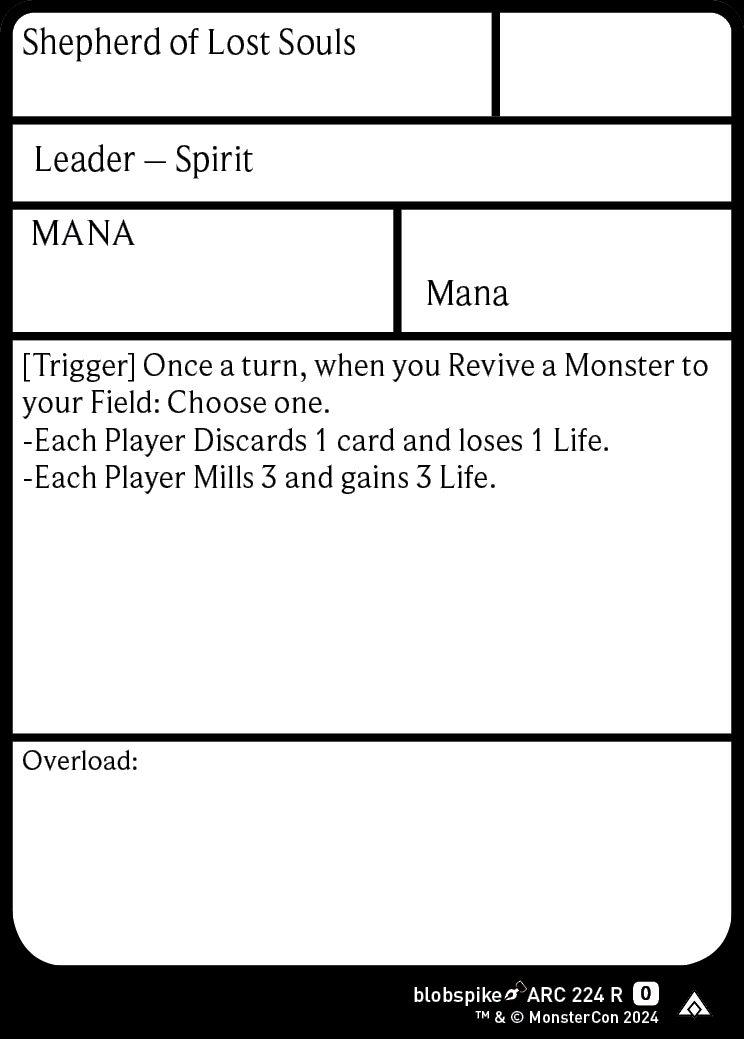 Shepherd of Lost Souls
Leader – Spirit
MANA
Mana
[Trigger] Once a turn, when you Revive a Monster to
your Field: Choose one.
-Each Player Discards 1 card and loses 1 Life.
-Each Player Mills 3 and gains 3 Life.
Overload:
blobspike ARC 224 R 0
™ & © MonsterCon 2024